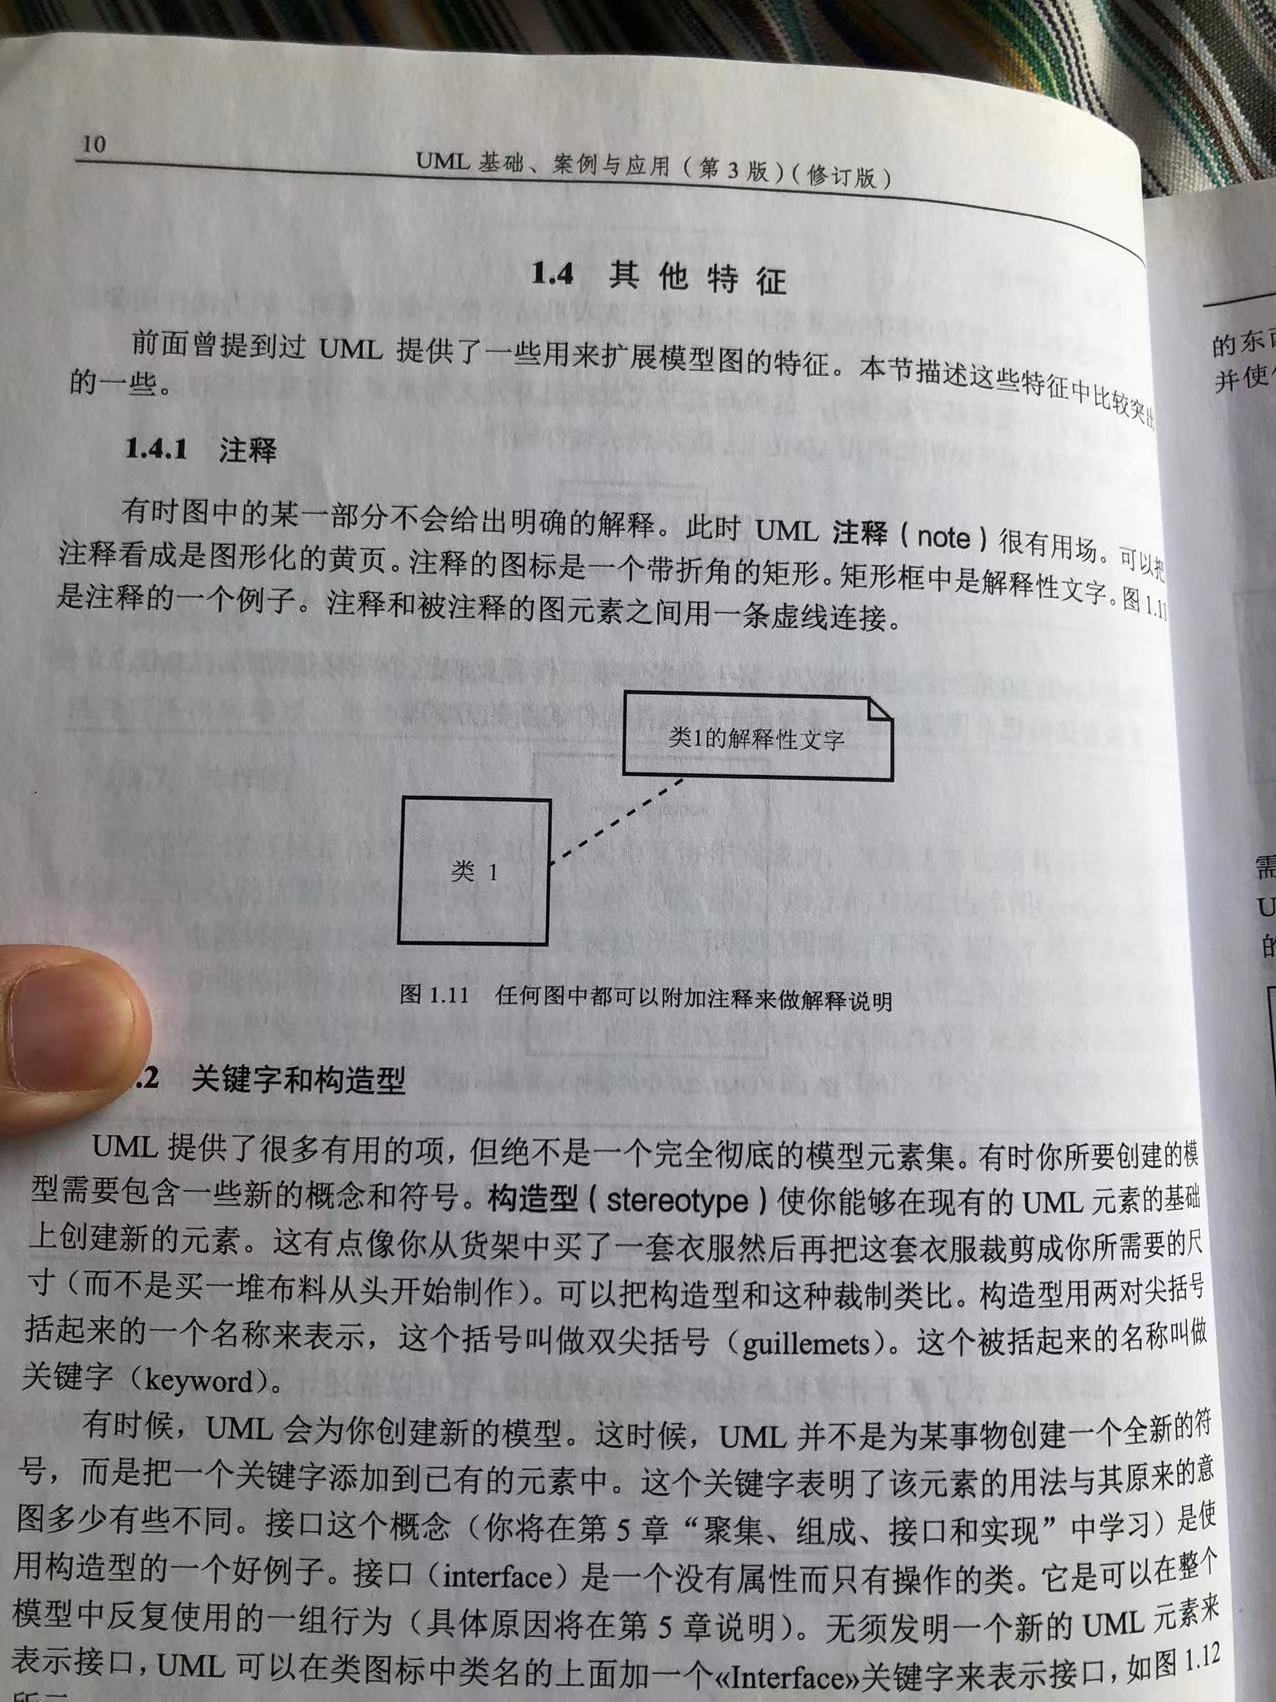 10
UML 基础、案例与应用(第3版)(修订版)
1.4 其他特征
前面曾提到过 UML 提供了一些用来扩展模型图的特征。本节描述这些特征中比较突出
的一些。
1.4.1 注释
有时图中的某一部分不会给出明确的解释。此时 UML 注释(note)很有用场。可以把
注释看成是图形化的黄页。注释的图标是一个带折角的矩形。矩形框中是解释性文字。图 1.11
是注释的一个例子。注释和被注释的图元素之间用一条虚线连接。
类1的解释性文字
类 1
图 1.11 任何图中都可以附加注释来做解释说明
.2 关键字和构造型
UML 提供了很多有用的项,但绝不是一个完全彻底的模型元素集。有时你所要创建的模
型需要包含一些新的概念和符号。构造型(stereotype)使你能够在现有的 UML 元素的基础
上创建新的元素。这有点像你从货架中买了一套衣服然后再把这套衣服裁剪成你所需要的尺
寸(而不是买一堆布料从头开始制作)。可以把构造型和这种裁制类比。构造型用两对尖括号
括起来的一个名称来表示,这个括号叫做双尖括号(guillemets)。这个被括起来的名称叫做
关键字(keyword)。
有时候,UML 会为你创建新的模型。这时候,UML 并不是为某事物创建一个全新的符
号,而是把一个关键字添加到已有的元素中。这个关键字表明了该元素的用法与其原来的意
图多少有些不同。接口这个概念(你将在第 5 章“聚集、组成、接口和实现”中学习)是使
用构造型的一个好例子。接口(interface)是一个没有属性而只有操作的类。它是可以在整个
模型中反复使用的一组行为(具体原因将在第 5 章说明)。无须发明一个新的 UML 元素来
表示接口,UML 可以在类图标中类名的上面加一个«Interface»关键字来表示接口,如图 1.12
的东
并使
需
U
的